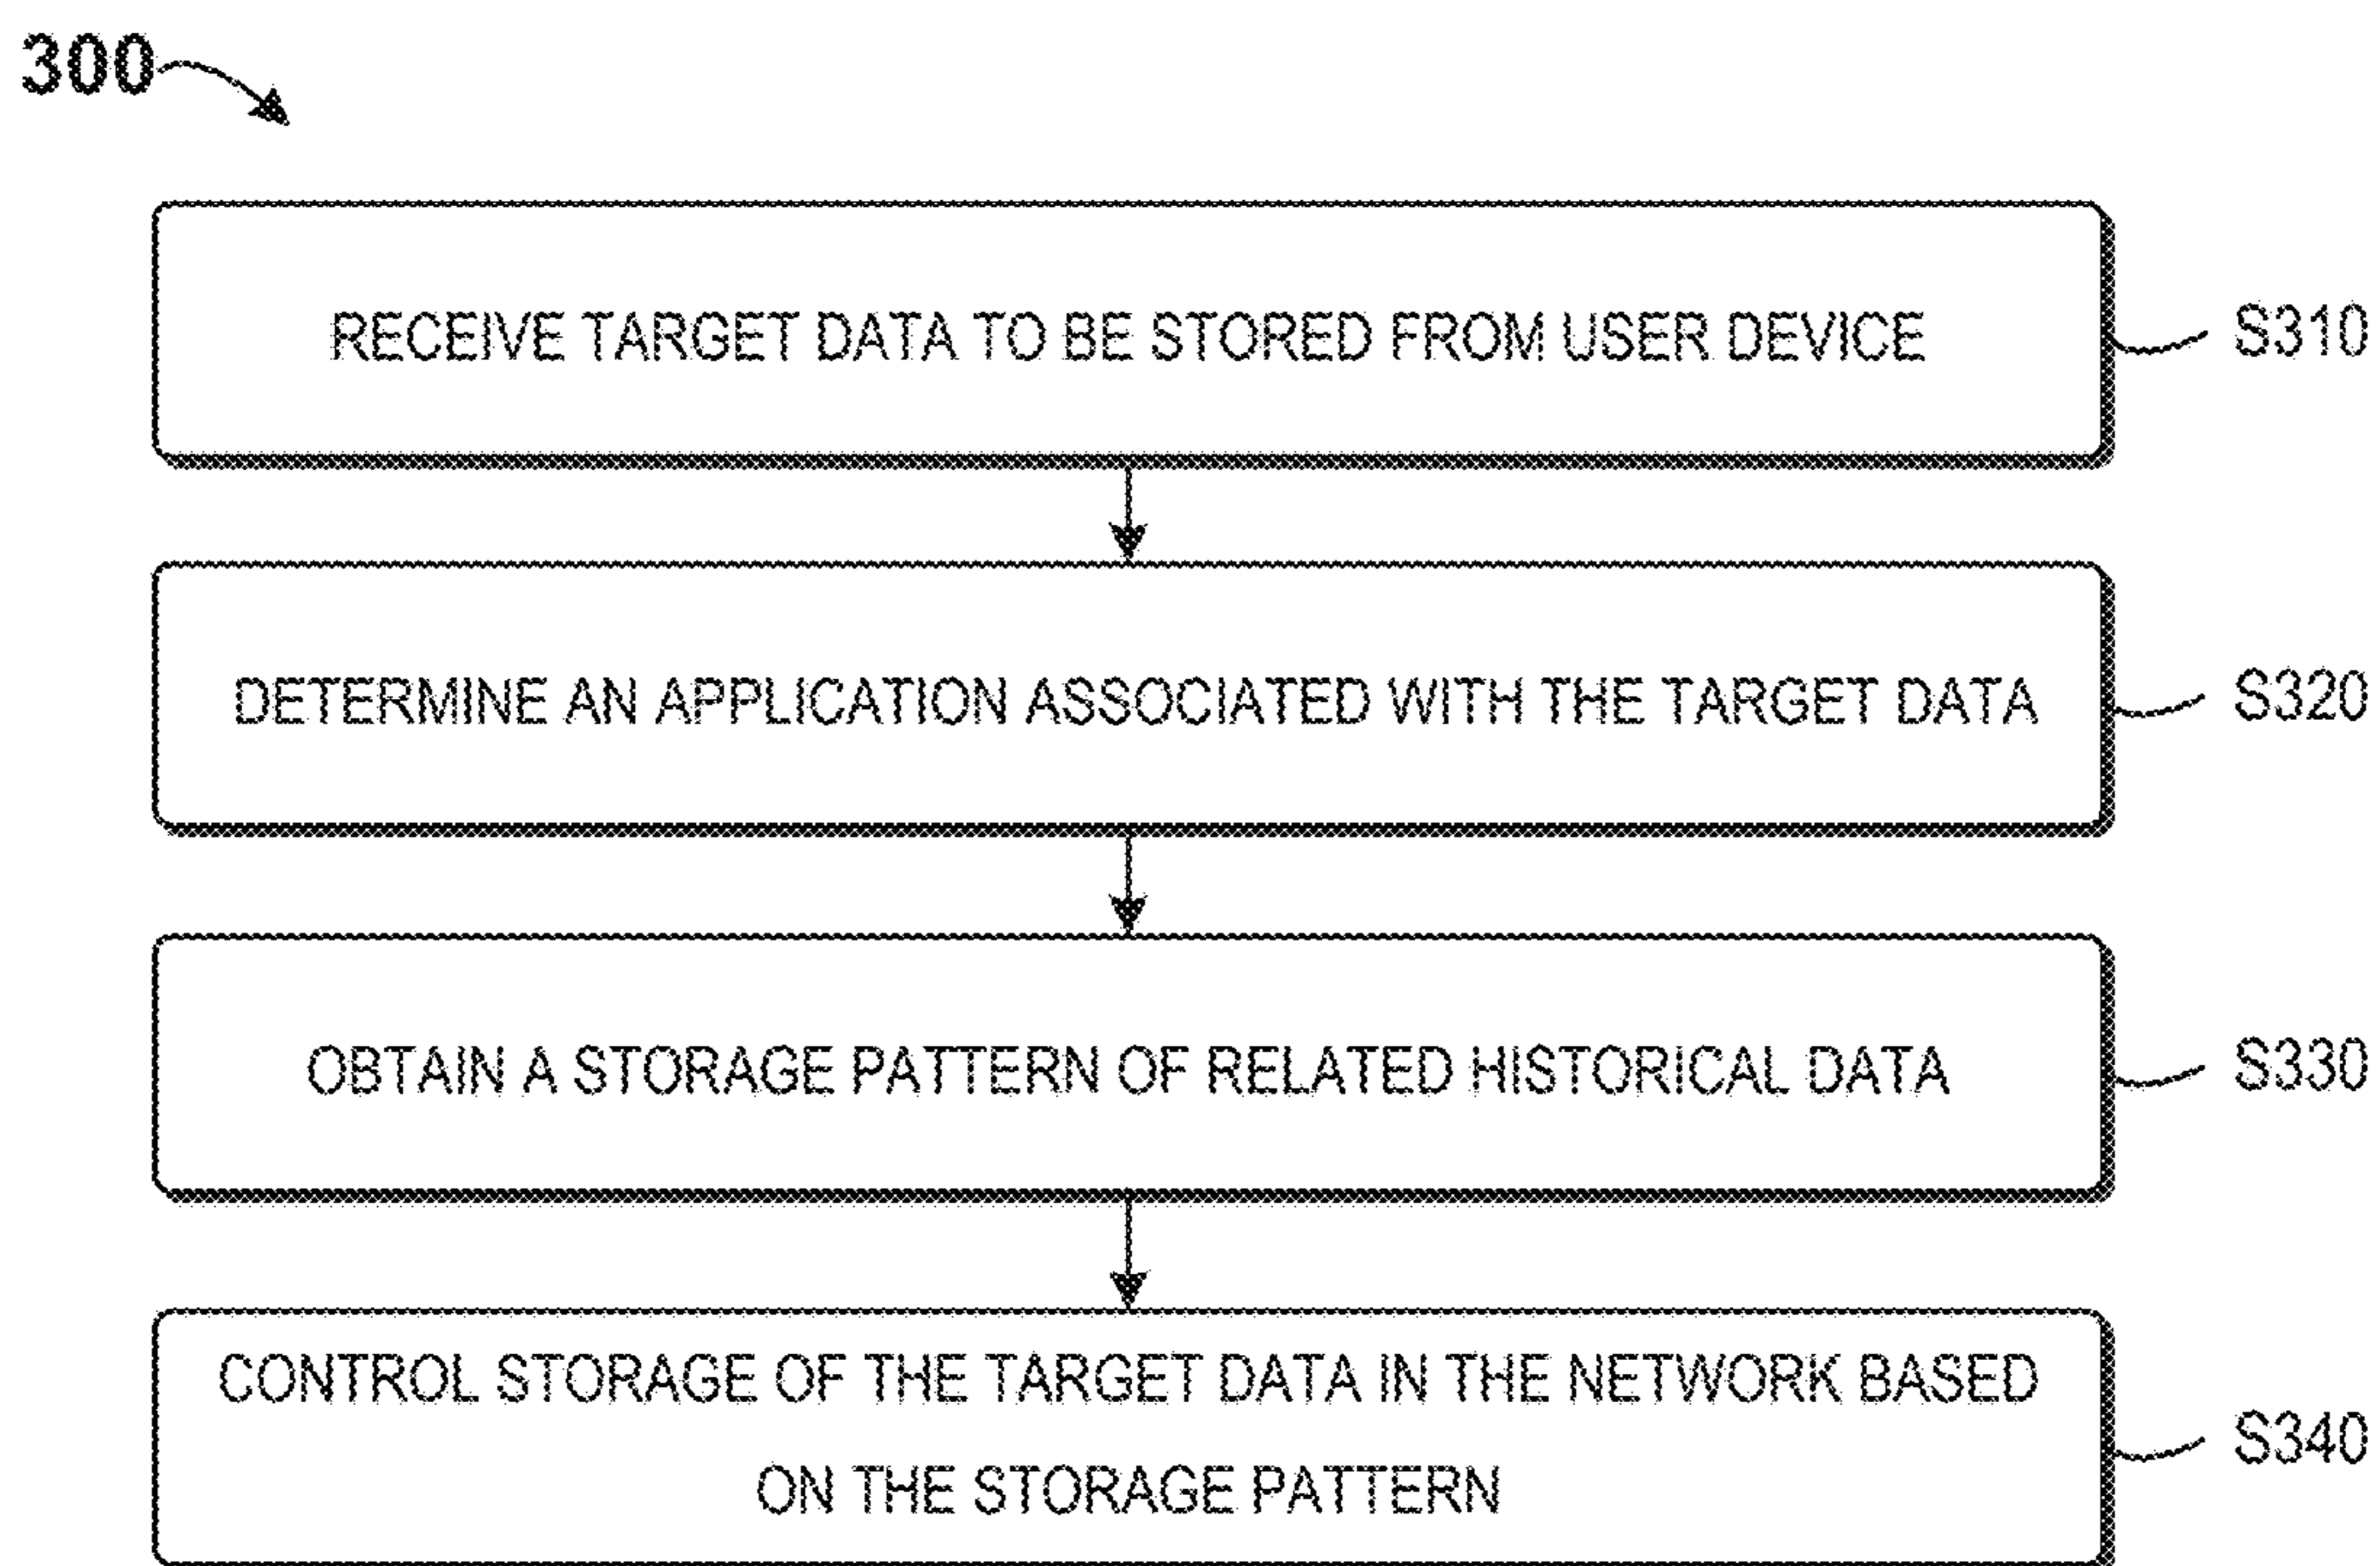 300
RECEIVE TARGET DATA TO BE STORED FROM USER DEVICE
S310
DETERMINE AN APPLICATION ASSOCIATED WITH THE TARGET DATA
S320
OBTAIN A STORAGE PATTERN OF RELATED HISTORICAL DATA
S330
CONTROL STORAGE OF THE TARGET DATA IN THE NETWORK BASED
ON THE STORAGE PATTERN
S340